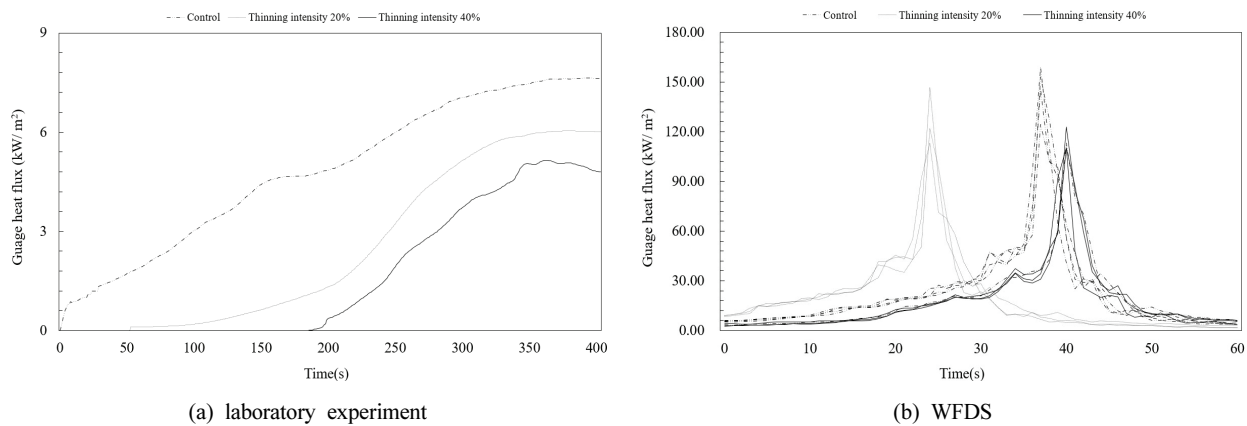 Control Thinning intensity 20% Thinning intensity 40%
9
6
3
0
Guage heat flux (kW/ m²)
0 50 100 150 200 250 300 350 400
Time(s)
(a) laboratory experiment
Control Thinning intensity 20% Thinning intensity 40%
180.00
150.00
120.00
90.00
60.00
30.00
0.00
Guage heat flux (kW/ m²)
0 10 20 30 40 50 60
Time(s)
(b) WFDS